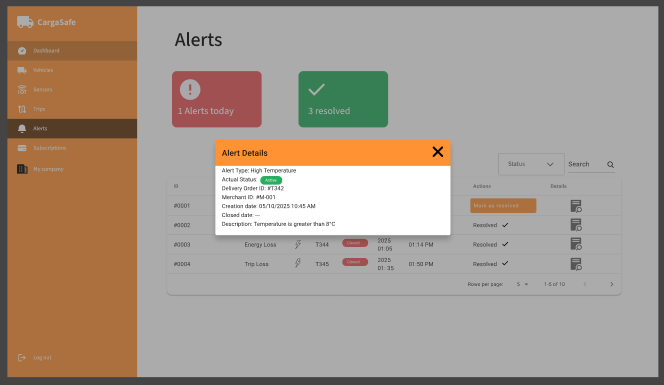 CargaSafe
Dashboard
Vehicles
Sensors
Trips
Alerts
Subscriptions
My company
Log out
Alerts
1 Alerts today
3 resolved
Status
Search
Alert Details
Alert Type: High Temperature
Actual Status: Active
Delivery Order ID: #T342
Merchant ID: #M-001
Creation date: 05/10/2025 10:45 AM
Closed date: ---
Description: Temperature is greater than 8°C
ID Actions Details
#0001 Mark as resolved
#0002 Resolved
#0003 Energy Loss T344 Closed 2025 01:05 01:14 PM Resolved
#0004 Trip Loss T345 Closed 2025 01:35 01:50 PM Resolved
Rows per page: 5 1-5 of 10